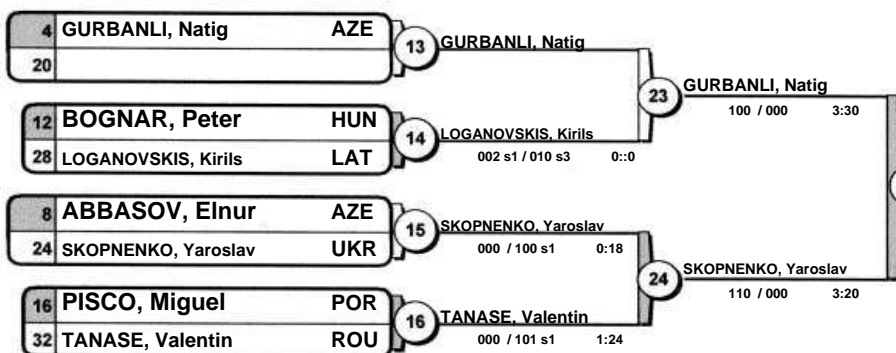 4 GURBANLI, Natig AZE
20
13
GURBANLI, Natig
12 BOGNAR, Peter HUN
28 LOGANOVSKIS, Kirils LAT
14
LOGANOVSKIS, Kirils
002 s1 / 010 s3 0::0
23
GURBANLI, Natig
100 / 000 3:30
8 ABBASOV, Elnur AZE
24 SKOPNENKO, Yaroslav UKR
15
SKOPNENKO, Yaroslav
000 / 100 s1 0:18
16 PISCO, Miguel POR
32 TANASE, Valentin ROU
16
TANASE, Valentin
000 / 101 s1 1:24
24
SKOPNENKO, Yaroslav
110 / 000 3:20